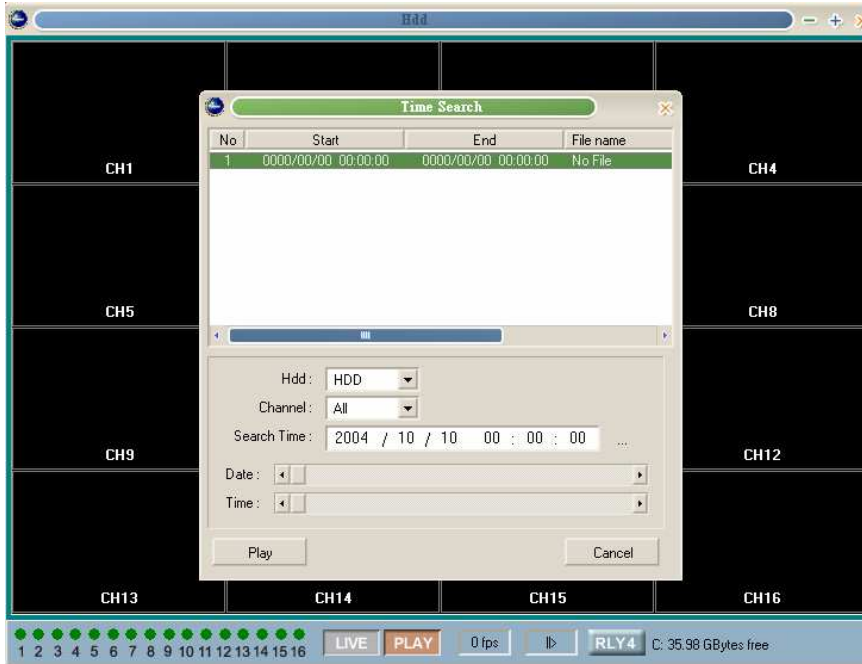 Hdd
Time Search
No Start End File name
1 0000/00/00 00:00:00 0000/00/00 00:00:00 No File
CH1
CH4
CH5
CH8
Hdd : HDD
Channel : All
Search Time : 2004 / 10 / 10 00 : 00 : 00 ...
CH9
CH12
Date :
Time :
Play Cancel
CH13 CH14 CH15 CH16
1 2 3 4 5 6 7 8 9 10 11 12 13 14 15 16 LIVE PLAY 0 fps RLY4 C: 35.98 GBytes free